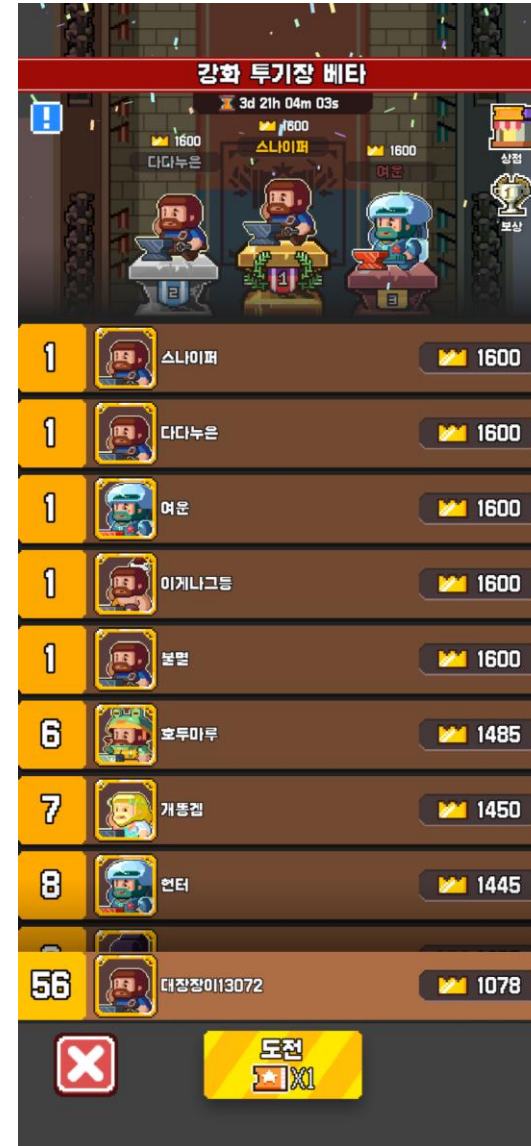 강화 투기장 베타
3d 21h 04m 03s
!
1600
다다누은
1600
스나이퍼
1600
여운
상점
보상
2
1
3
1 스나이퍼 1600
1 다다누은 1600
1 여운 1600
1 이게나그등 1600
1 불멸 1600
6 호두마루 1485
7 개똥겜 1450
8 헌터 1445
56 대장장이13072 1078
도전
X1